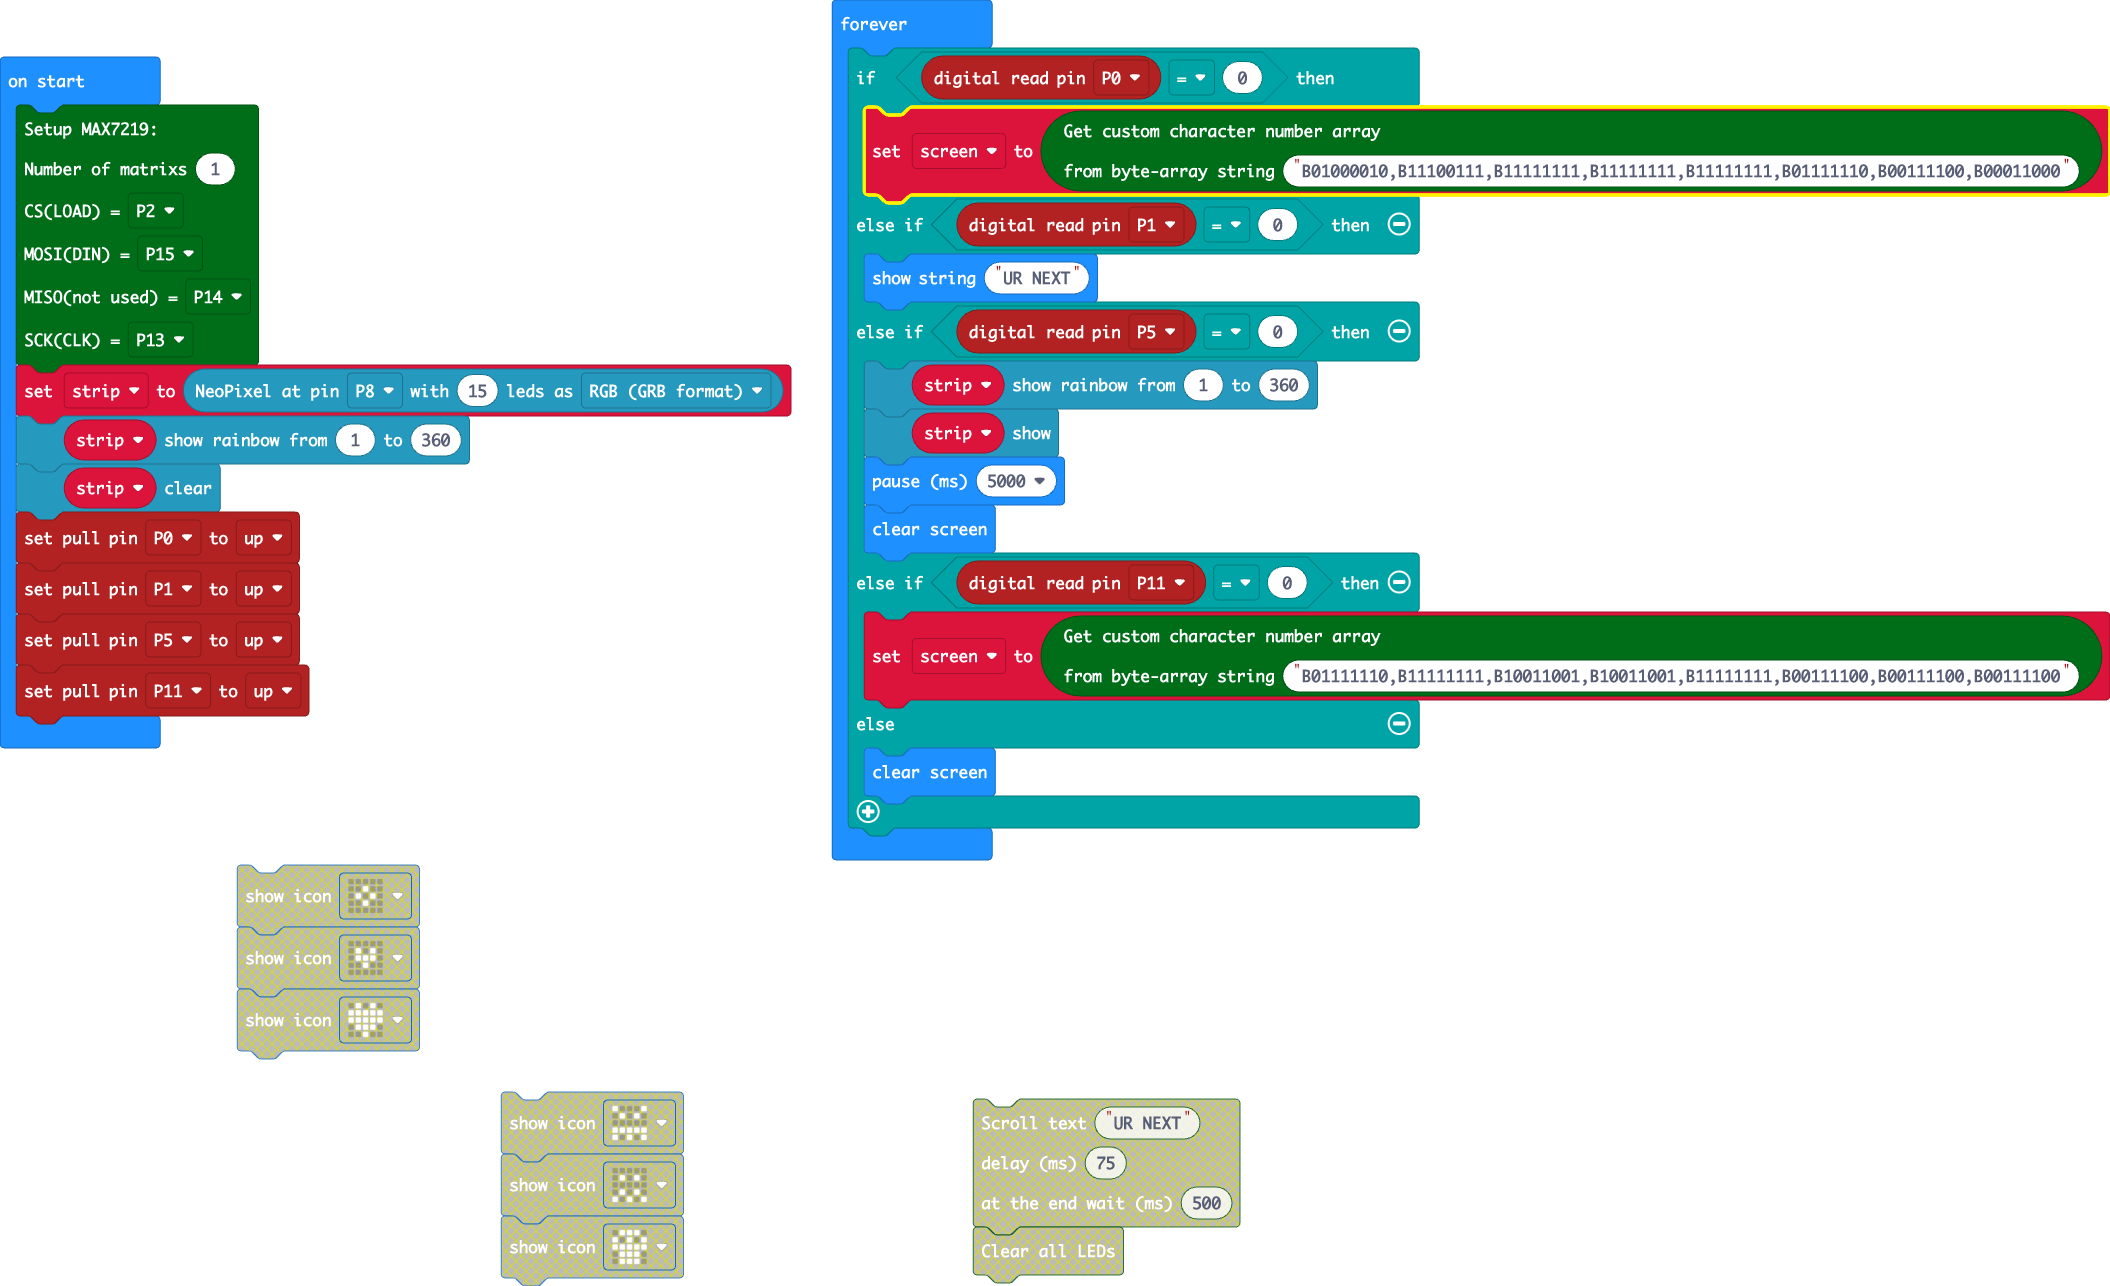 on start
Setup MAX7219:
Number of matrixs 1
CS(LOAD) = P2
MOSI(DIN) = P15
MISO(not used) = P14
SCK(CLK) = P13
set strip to NeoPixel at pin P8 with 15 leds as RGB (GRB format)
strip show rainbow from 1 to 360
strip clear
set pull pin P0 to up
set pull pin P1 to up
set pull pin P5 to up
set pull pin P11 to up
forever
if digital read pin P0 = 0 then
set screen to Get custom character number array
from byte-array string "B01000010,B11100111,B11111111,B11111111,B11111111,B01111110,B00111100,B00011000"
else if digital read pin P1 = 0 then
show string "UR NEXT"
else if digital read pin P5 = 0 then
strip show rainbow from 1 to 360
strip show
pause (ms) 5000
clear screen
else if digital read pin P11 = 0 then
set screen to Get custom character number array
from byte-array string "B01111110,B11111111,B10011001,B10011001,B11111111,B00111100,B00111100,B00111100"
else
clear screen
show icon
show icon
show icon
show icon
show icon
show icon
Scroll text "UR NEXT"
delay (ms) 75
at the end wait (ms) 500
Clear all LEDs